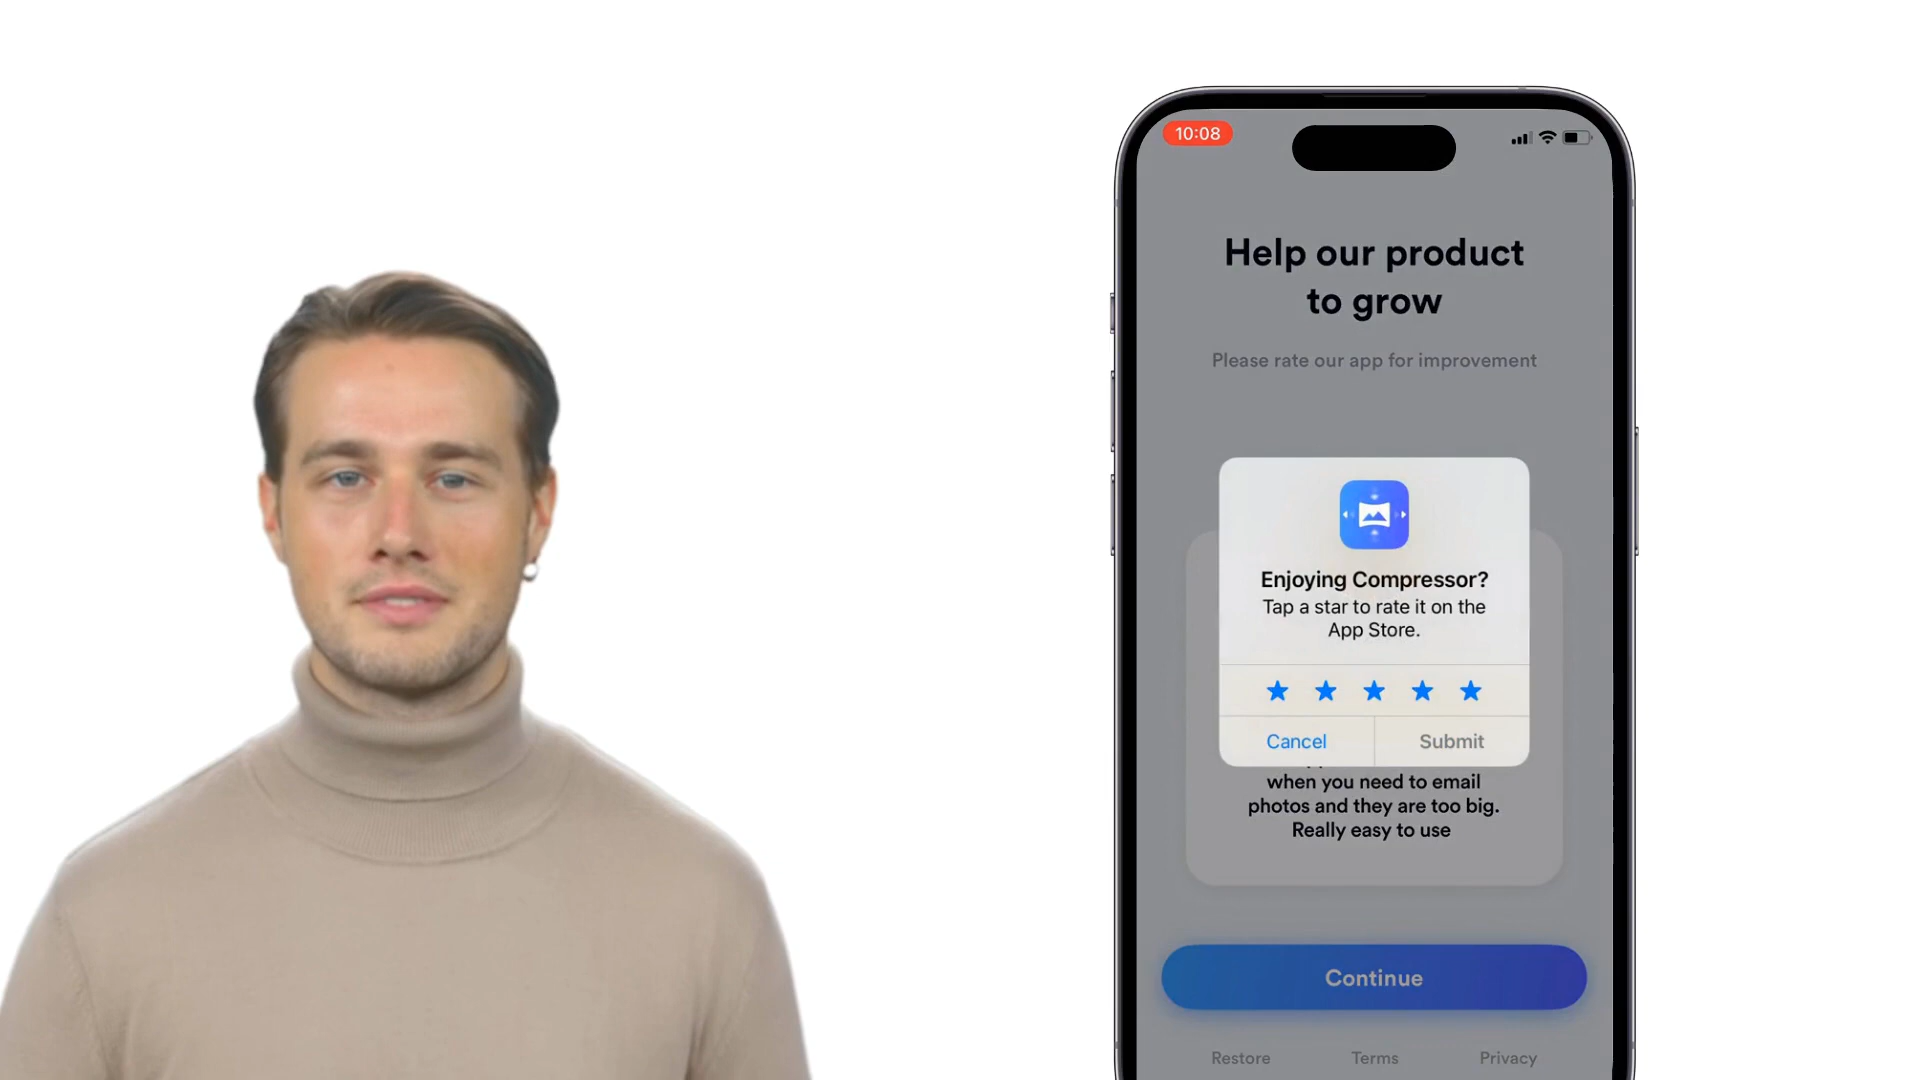 10:08
Help our product
to grow
Please rate our app for improvement
Enjoying Compressor?
Tap a star to rate it on the
App Store.
Cancel
Submit
when you need to email
photos and they are too big.
Really easy to use
Continue
Restore
Terms
Privacy